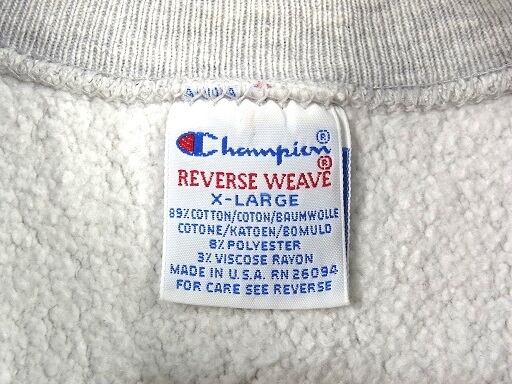 Champion®
REVERSE WEAVE®
X-LARGE
89% COTTON/COTON/BAUMWOLLE
COTONE/KATOEN/BOMULD
8% POLYESTER
3% VISCOSE RAYON
MADE IN U.S.A. RN 26094
FOR CARE SEE REVERSE